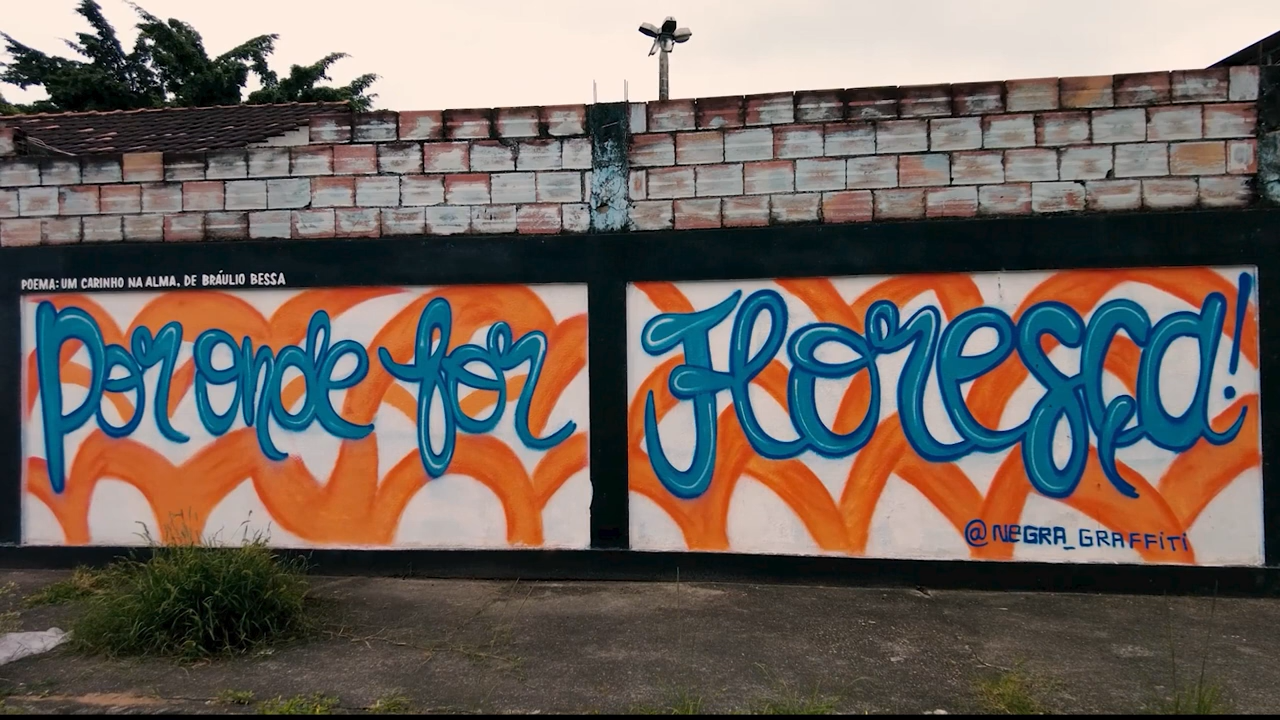 POEMA: UM CARINHO NA ALMA, DE BRÁULIO BESSA
Por onde for
Floresça!
@NEGRA_GRAFFITI